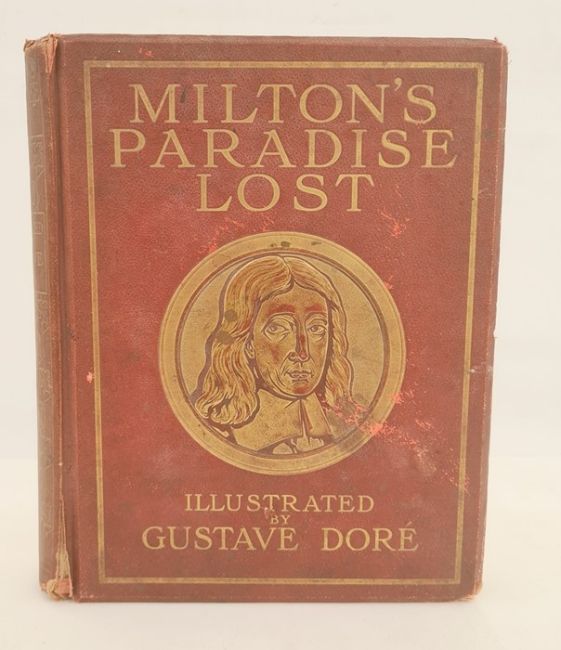 MILTON'S
PARADISE
LOST
ILLUSTRATED
BY
GUSTAVE DORÉ